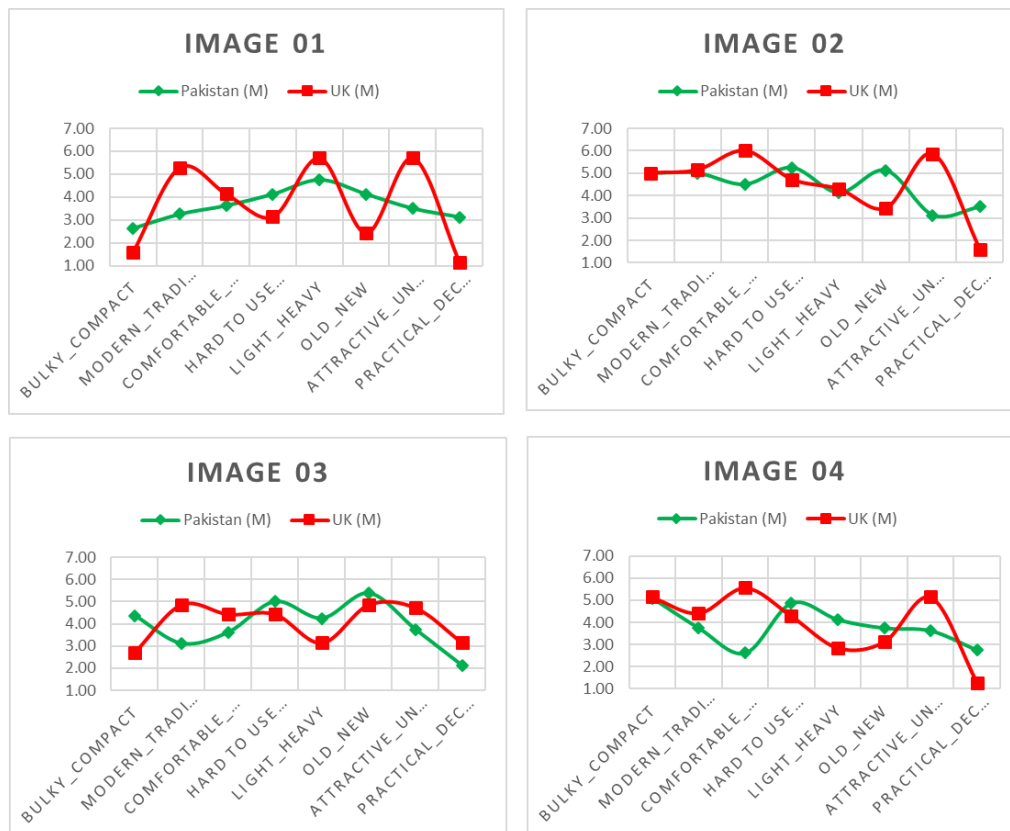 IMAGE 01
Pakistan (M) UK (M)
7.00
6.00
5.00
4.00
3.00
2.00
1.00
BULKY_COMPACT
MODERN_TRADI...
COMFORTABLE_...
HARD TO USE...
LIGHT_HEAVY
OLD_NEW
ATTRACTIVE_UN...
PRACTICAL_DEC...
IMAGE 02
Pakistan (M) UK (M)
7.00
6.00
5.00
4.00
3.00
2.00
1.00
BULKY_COMPACT
MODERN_TRADI...
COMFORTABLE_...
HARD TO USE...
LIGHT_HEAVY
OLD_NEW
ATTRACTIVE_UN...
PRACTICAL_DEC...
IMAGE 03
Pakistan (M) UK (M)
7.00
6.00
5.00
4.00
3.00
2.00
1.00
BULKY_COMPACT
MODERN_TRADI...
COMFORTABLE_...
HARD TO USE...
LIGHT_HEAVY
OLD_NEW
ATTRACTIVE_UN...
PRACTICAL_DEC...
IMAGE 04
Pakistan (M) UK (M)
7.00
6.00
5.00
4.00
3.00
2.00
1.00
BULKY_COMPACT
MODERN_TRADI...
COMFORTABLE_...
HARD TO USE...
LIGHT_HEAVY
OLD_NEW
ATTRACTIVE_UN...
PRACTICAL_DEC...